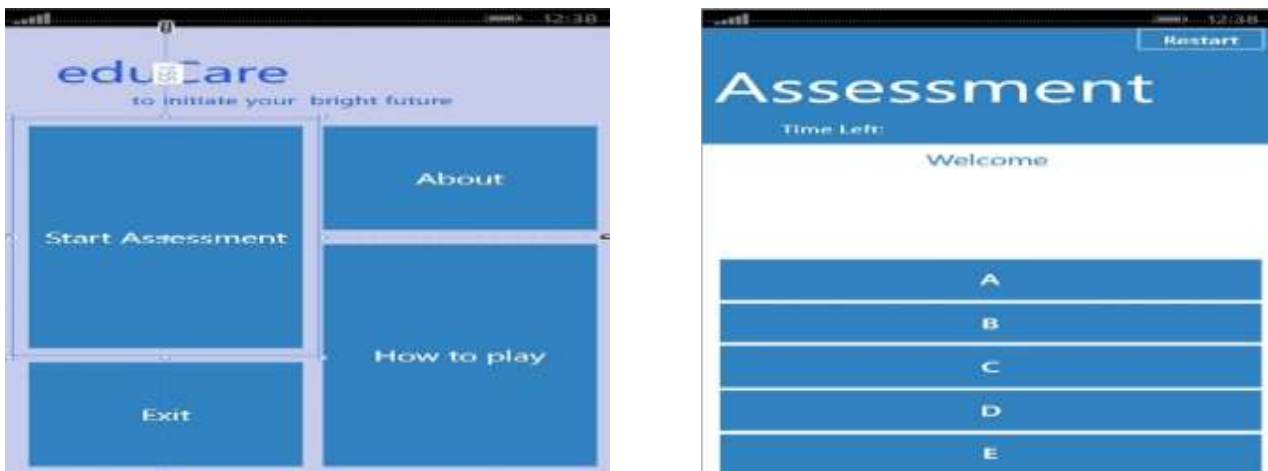 12:38
eduCare
to initiate your bright future
Start Assessment
About
How to play
Exit
12:38
Restart
Assessment
Time Left:
Welcome
A
B
C
D
E